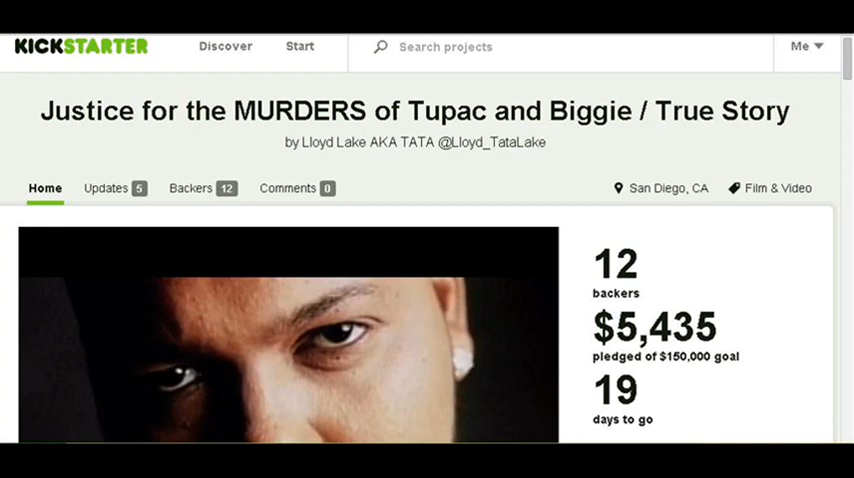 KICKSTARTER Discover Start Search projects Me
Justice for the MURDERS of Tupac and Biggie / True Story
by Lloyd Lake AKA TATA @Lloyd_TataLake
Home Updates 5 Backers 12 Comments 0 San Diego, CA Film & Video
12
backers
$5,435
pledged of $150,000 goal
19
days to go